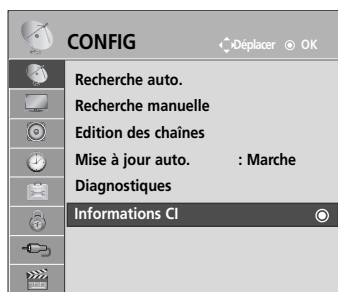 CONFIG Déplacer OK
Recherche auto.
Recherche manuelle
Edition des chaînes
Mise à jour auto. : Marche
Diagnostiques
Informations CI